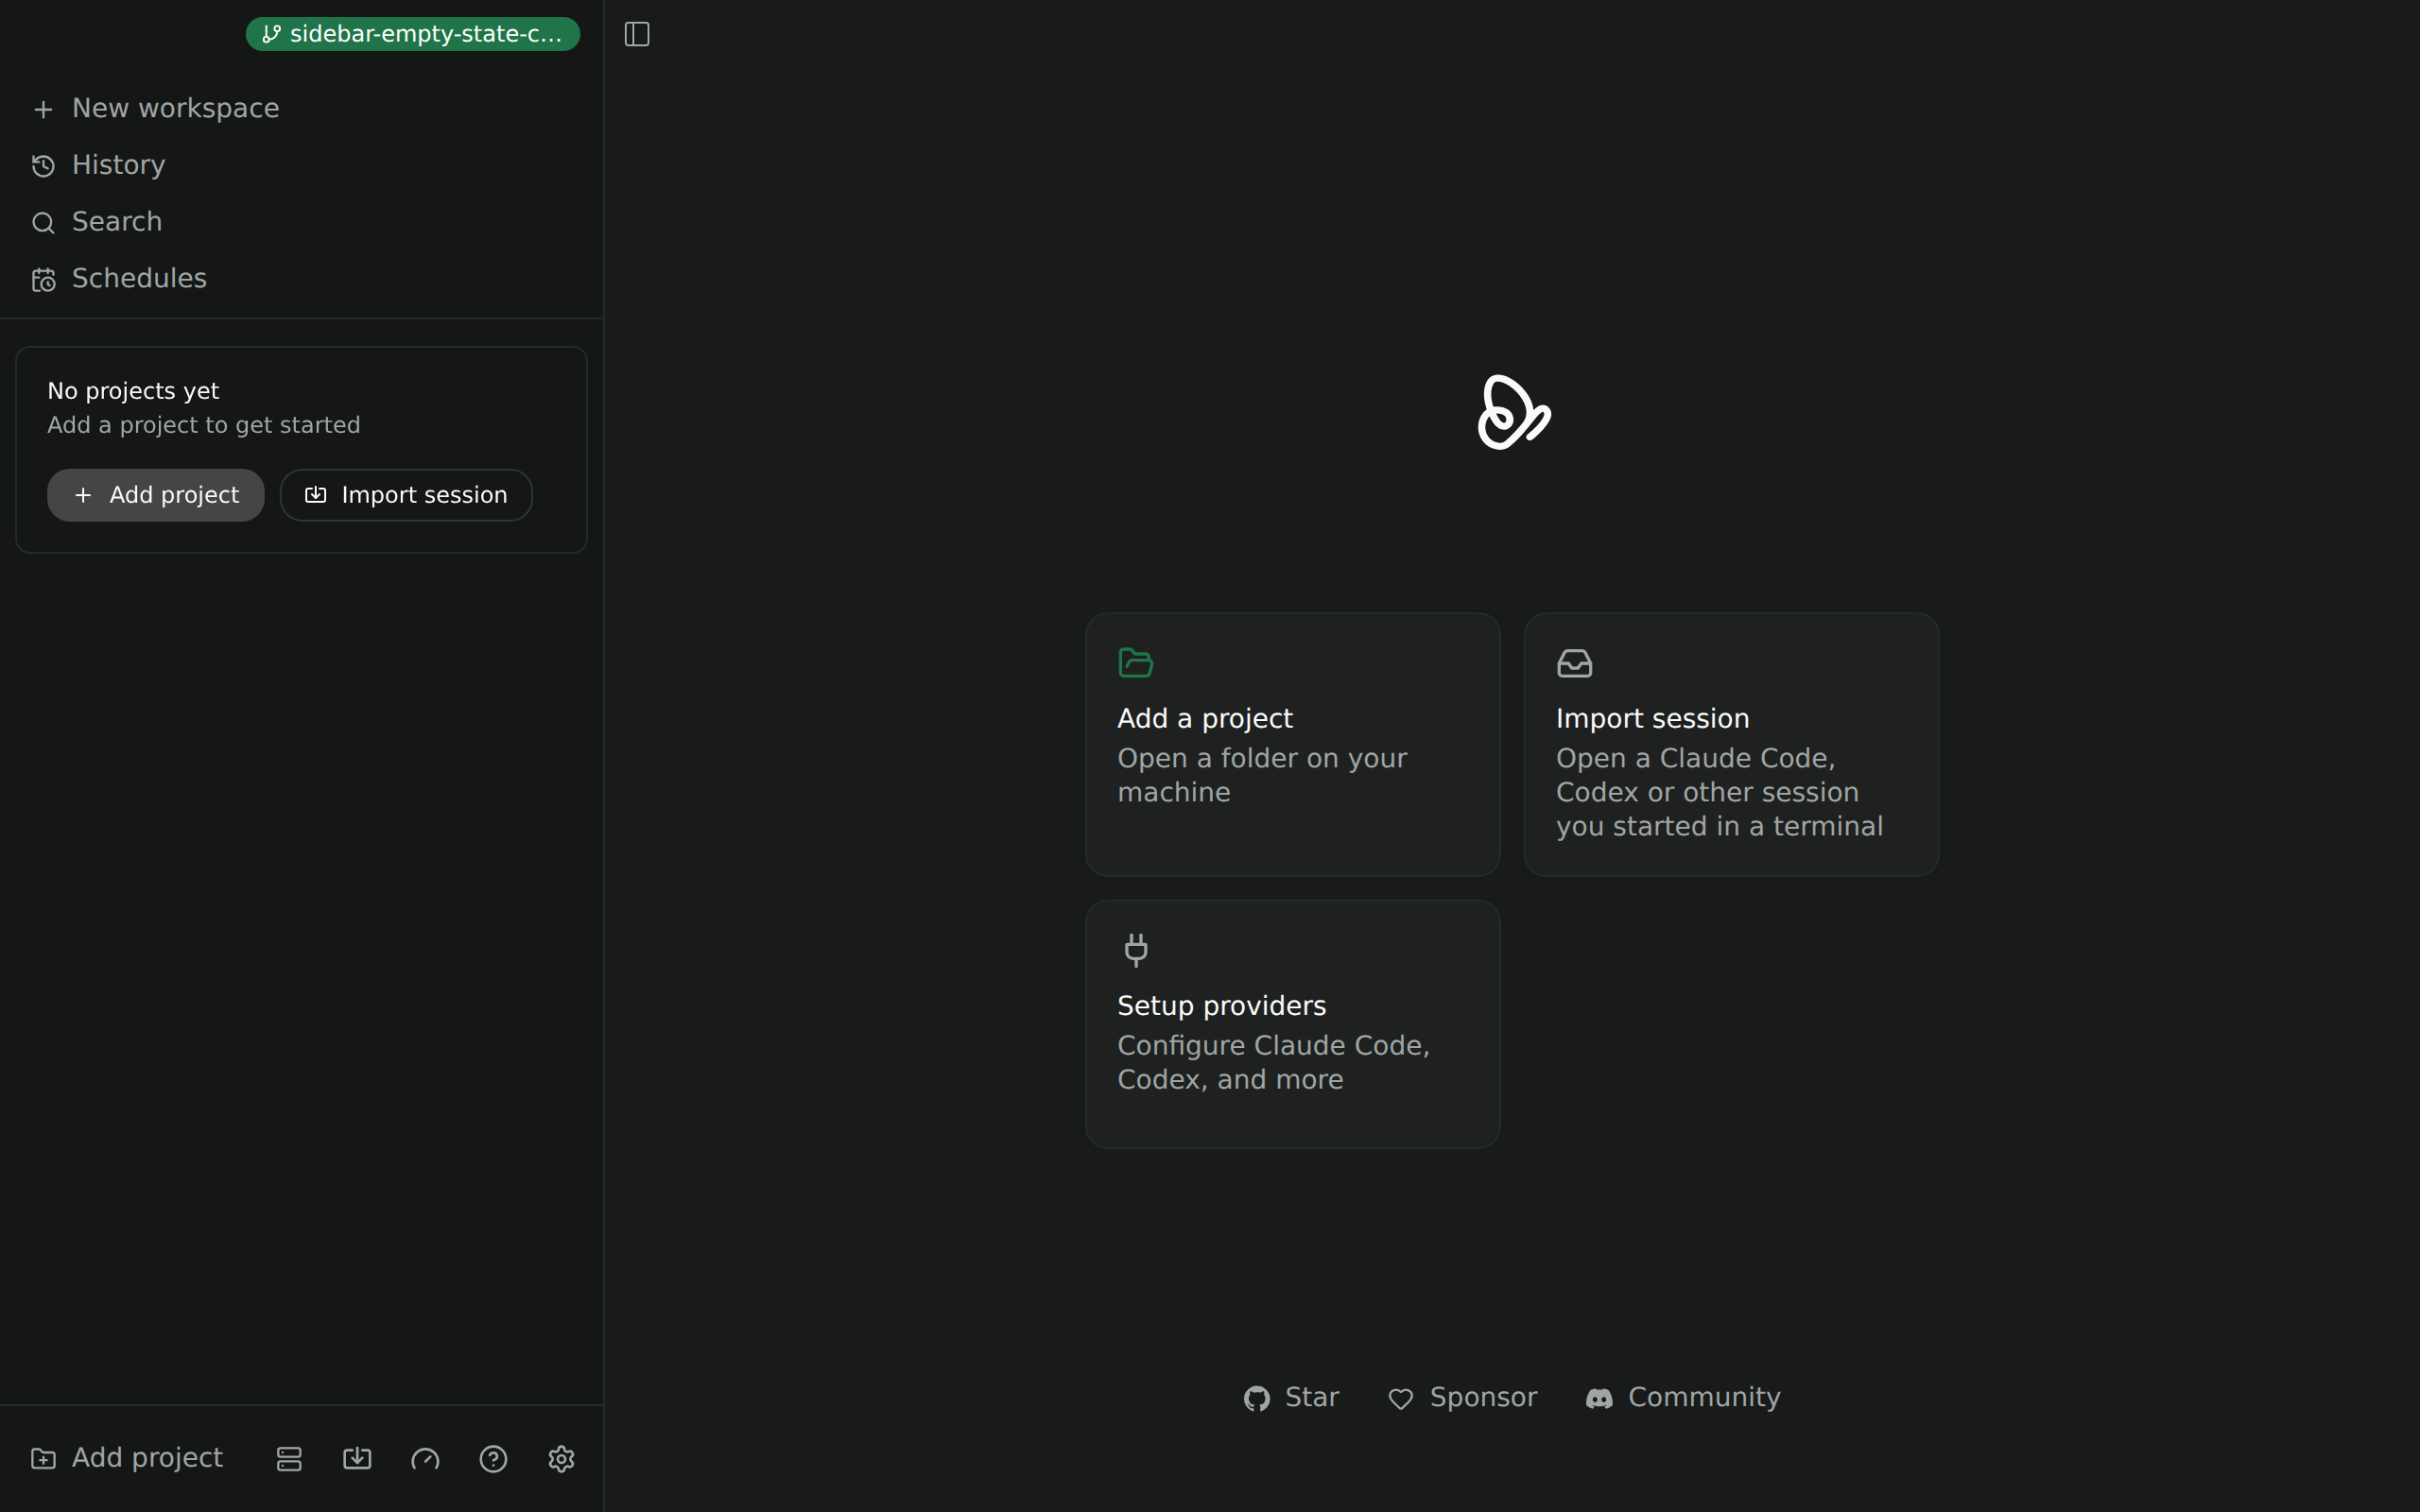 sidebar-empty-state-c...
New workspace
History
Search
Schedules
No projects yet
Add a project to get started
Add project
Import session
Add a project
Open a folder on your
machine
Import session
Open a Claude Code,
Codex or other session
you started in a terminal
Setup providers
Configure Claude Code,
Codex, and more
Star
Sponsor
Community
Add project